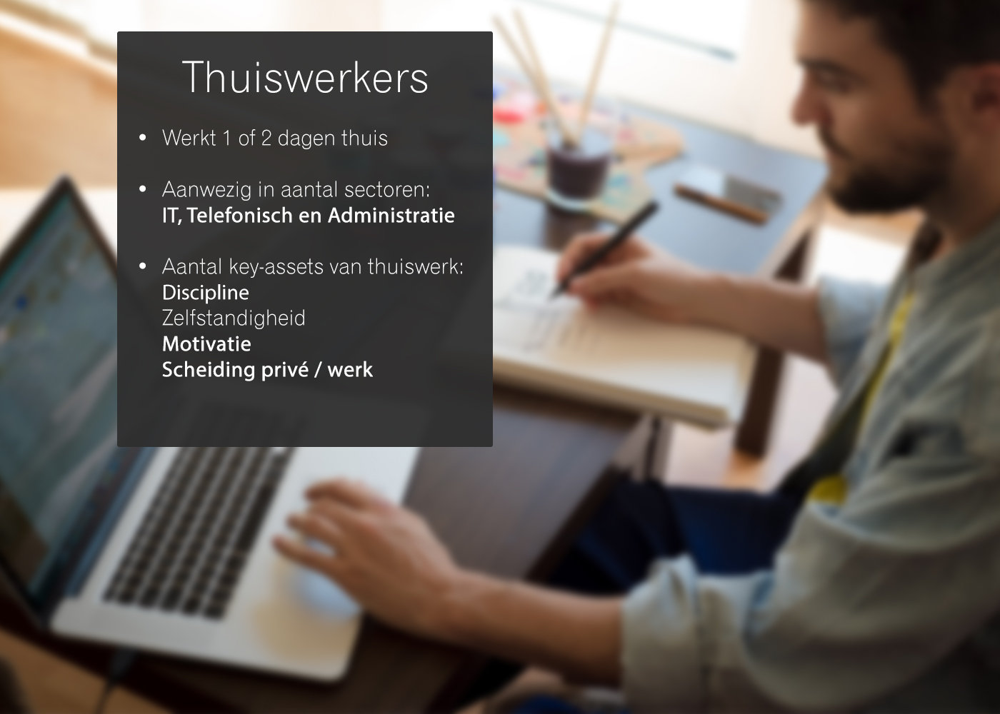 Thuiswerkers
• Werkt 1 of 2 dagen thuis
• Aanwezig in aantal sectoren:
IT, Telefonisch en Administratie
• Aantal key-assets van thuiswerk:
Discipline
Zelfstandigheid
Motivatie
Scheiding privé / werk